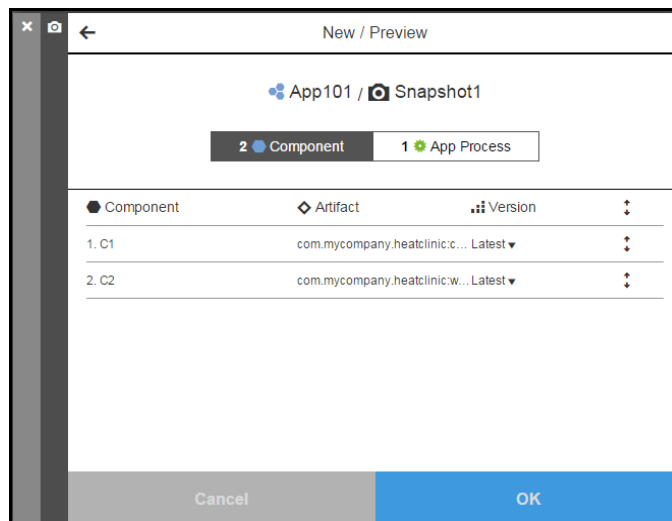 New / Preview
App101 / Snapshot1
2 Component 1 App Process
Component Artifact Version
1. C1 com.mycompany.heatclinic:c... Latest
2. C2 com.mycompany.heatclinic:w... Latest
Cancel OK